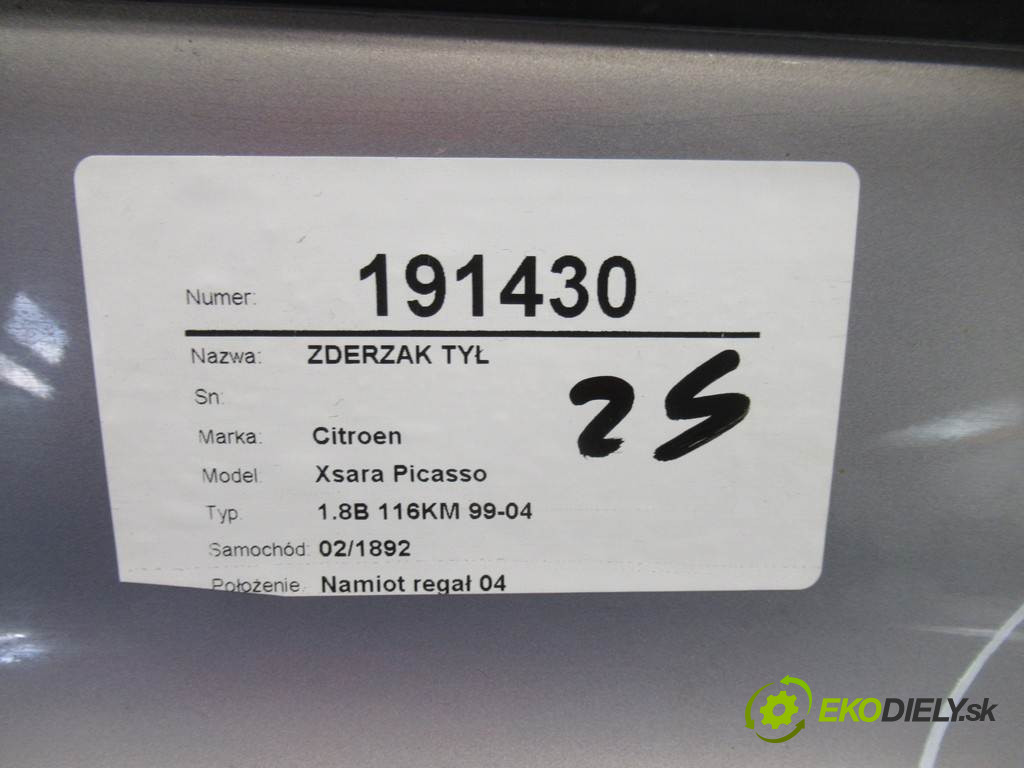 Numer: 191430
Nazwa: ZDERZAK TYŁ
Sn:
25
Marka: Citroen
Model: Xsara Picasso
Typ: 1.8B 116KM 99-04
Samochód: 02/1892
Położenie: Namiot regał 04
EKODIELY.sk